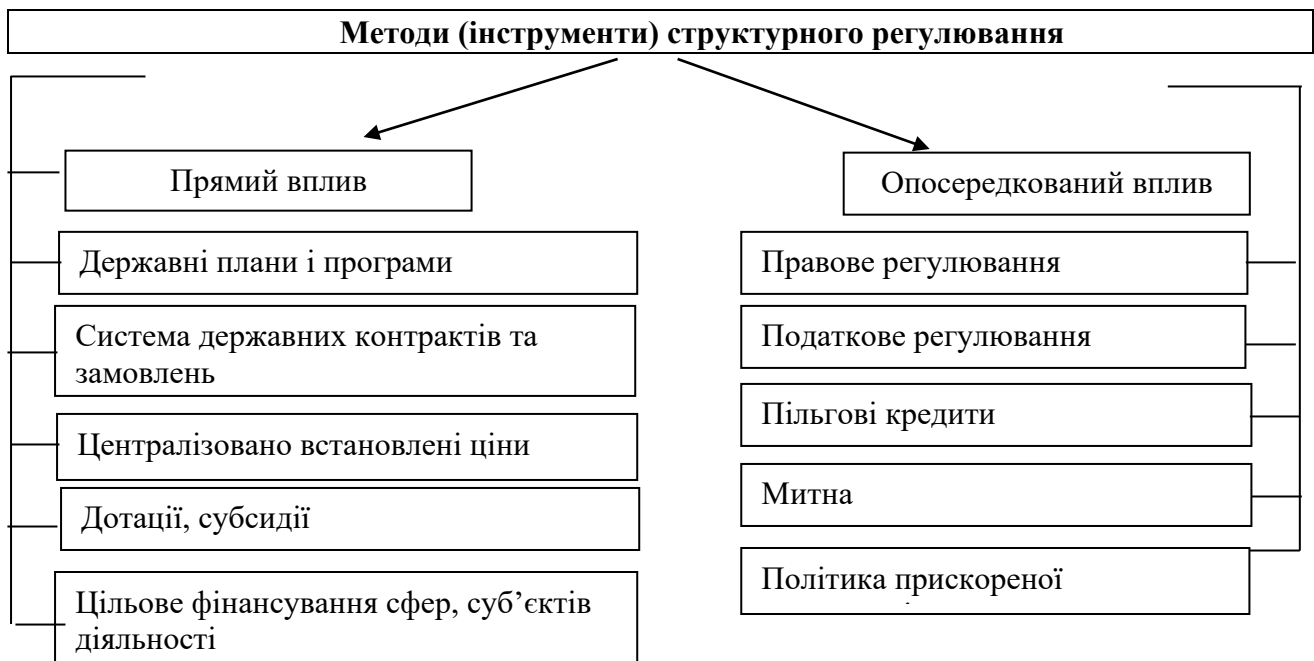 Методи (інструменти) структурного регулювання
Прямий вплив
Державні плани і програми
Система державних контрактів та
замовлень
Централізовано встановлені ціни
Дотації, субсидії
Цільове фінансування сфер, суб’єктів
діяльності
Опосередкований вплив
Правове регулювання
Податкове регулювання
Пільгові кредити
Митна
Політика прискореної